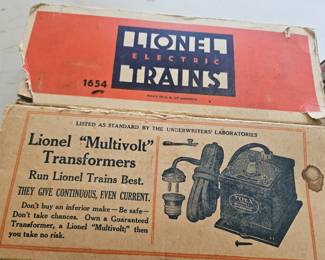 LIONEL
ELECTRIC
1654
TRAINS
LISTED AS STANDARD BY THE UNDERWRITERS' LABORATORIES
Lionel "Multivolt"
Transformers
Run Lionel Trains Best.
THEY GIVE CONTINUOUS, EVEN CURRENT.
Don't buy an inferior make—Be safe—
Don't take chances. Own a Guaranteed
Transformer, a Lionel "Multivolt;" then
you take no risk.